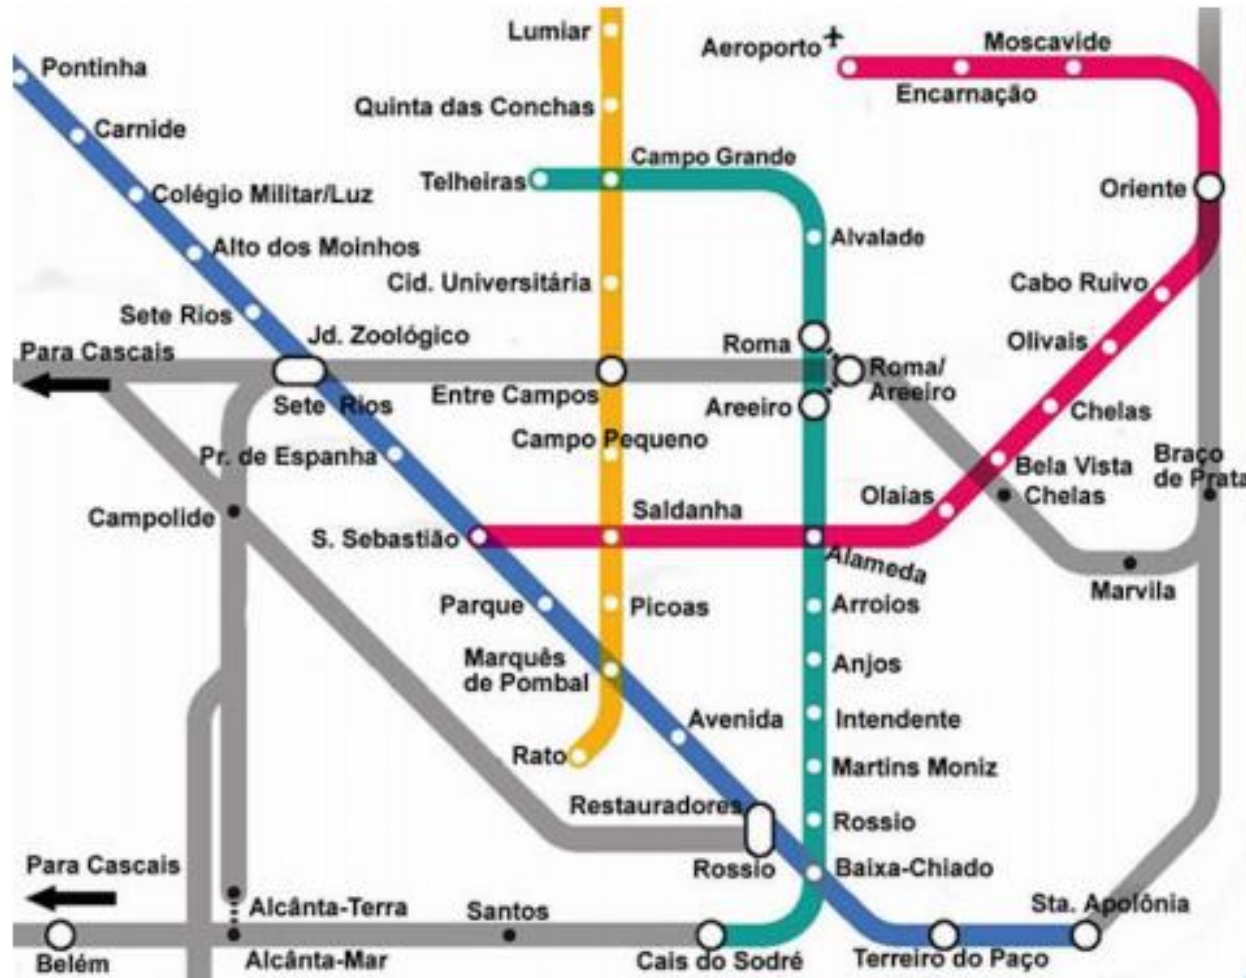 Lumiar
Aeroporto
Moscavide
Pontinha
Encarnação
Quinta das Conchas
Carnide
Campo Grande
Telheiras
Oriente
Colégio Militar/Luz
Alvalade
Alto dos Moinhos
Cid. Universitária
Cabo Ruivo
Sete Rios
Jd. Zoológico
Roma
Olivais
Para Cascais
Roma/
Areeiro
Entre Campos
Sete Rios
Areeiro
Chelas
Campo Pequeno
Pr. de Espanha
Bela Vista
Braço
de Prata
Olaias
Chelas
Saldanha
Campolide
S. Sebastião
Alameda
Marvila
Parque
Picoas
Arroios
Marquês
de Pombal
Anjos
Avenida
Intendente
Rato
Martins Moniz
Restauradores
Rossio
Rossio
Baixa-Chiado
Para Cascais
Alcânta-Terra
Santos
Sta. Apolônia
Belém
Alcânta-Mar
Cais do Sodré
Terreiro do Paço